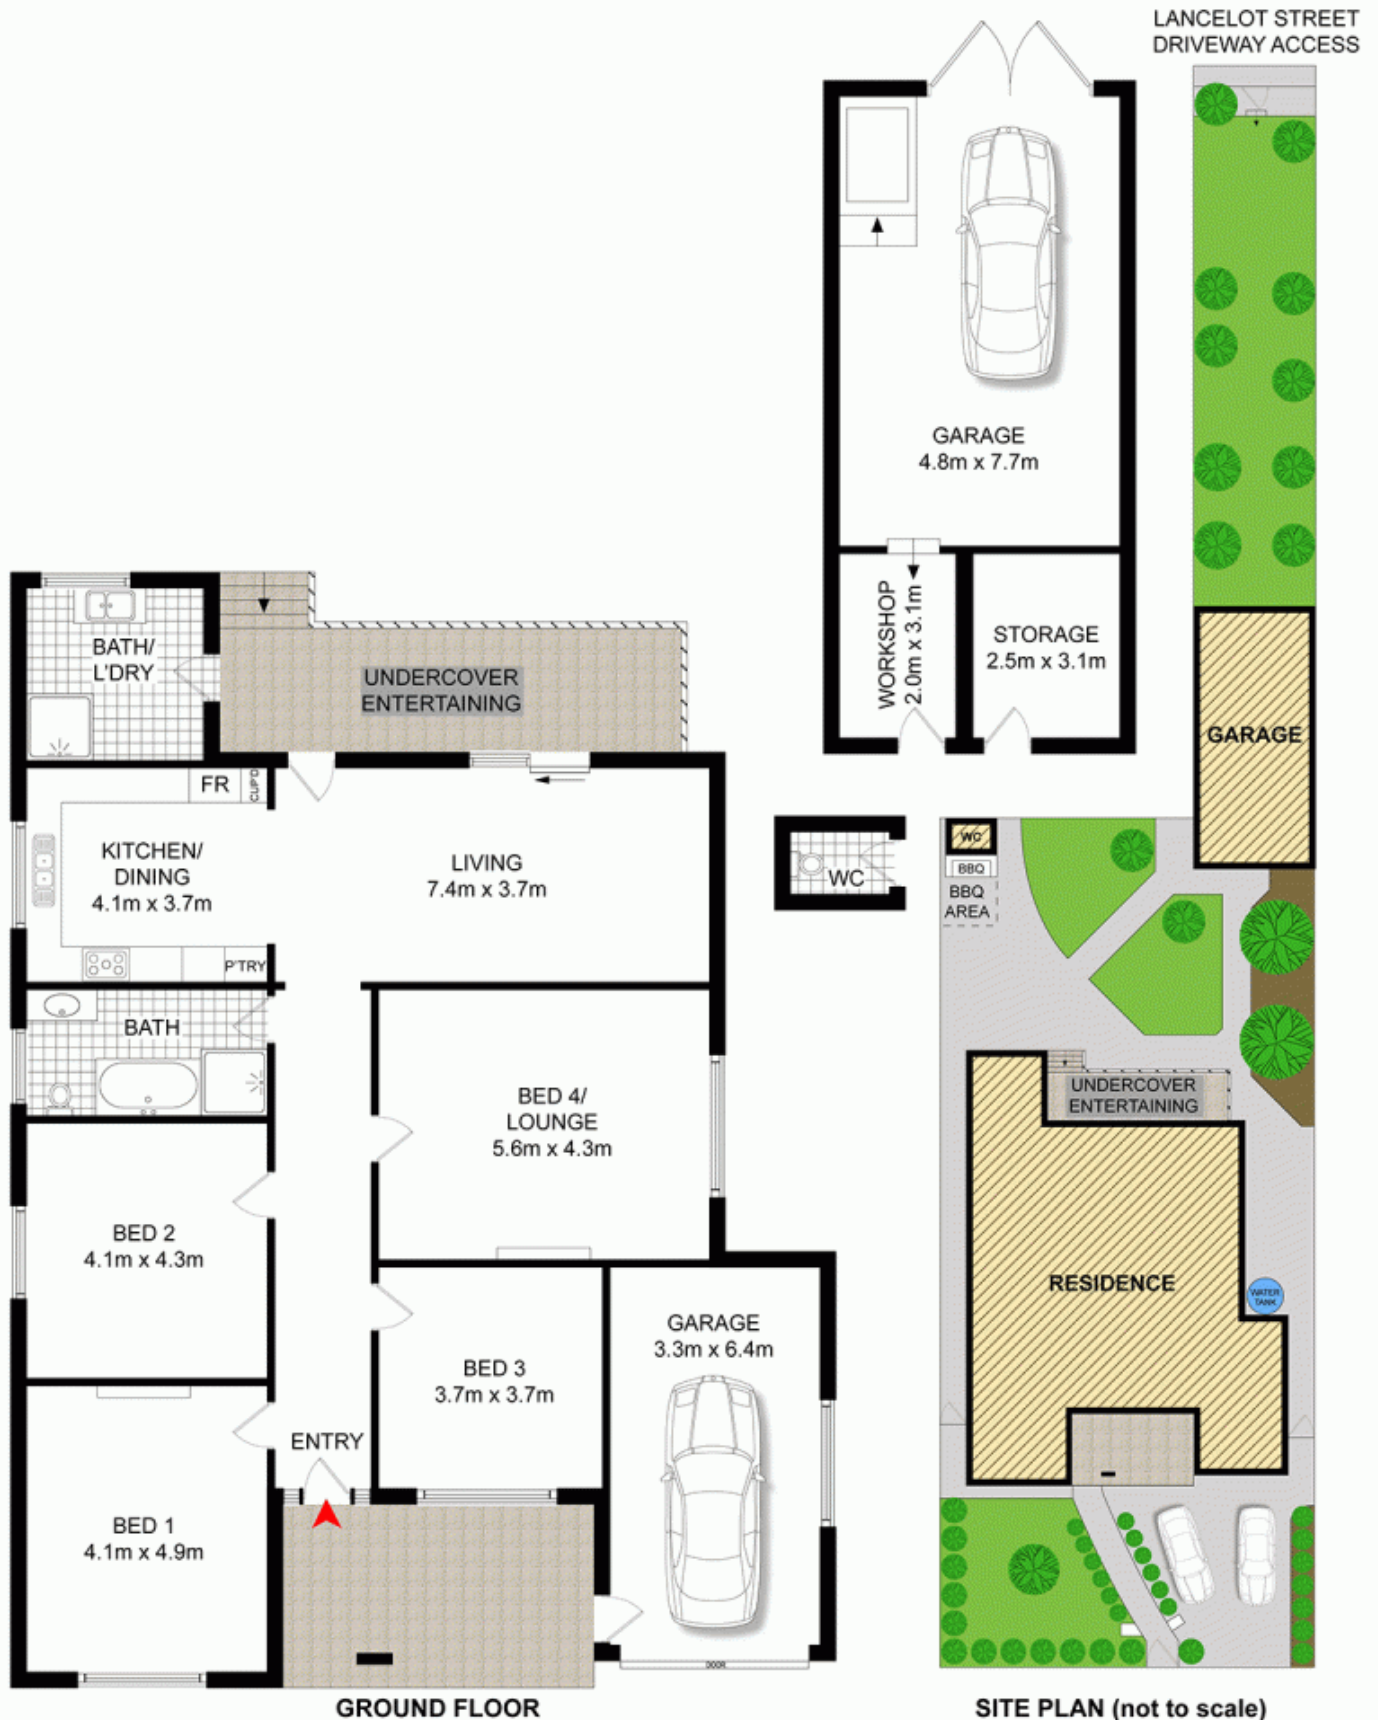 LANCELOT STREET
DRIVEWAY ACCESS
GARAGE
4.8m x 7.7m
WORKSHOP
2.0m x 3.1m
STORAGE
2.5m x 3.1m
WC
BATH/
L'DRY
UNDERCOVER
ENTERTAINING
FR
CUP'D
KITCHEN/
DINING
4.1m x 3.7m
P'TRY
LIVING
7.4m x 3.7m
BATH
BED 4/
LOUNGE
5.6m x 4.3m
BED 2
4.1m x 4.3m
BED 3
3.7m x 3.7m
GARAGE
3.3m x 6.4m
ENTRY
BED 1
4.1m x 4.9m
DOOR
GROUND FLOOR
GARAGE
WC
BBQ
BBQ
AREA
UNDERCOVER
ENTERTAINING
RESIDENCE
WATER
TANK
SITE PLAN (not to scale)